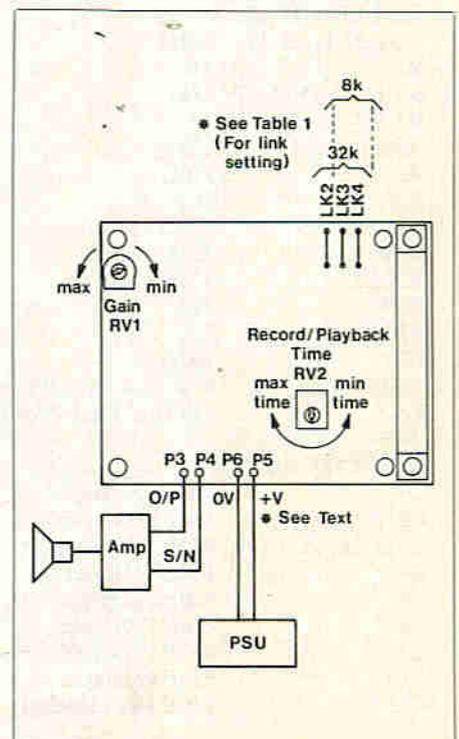 8k
* See Table 1
(For link
setting)
32k
LK2
LK3
LK4
max
min
Gain
RV1
Record/Playback
Time
RV2
max
time
min
time
P3 P4 P6 P5
O/P
0V
+V
* See Text
Amp
S/N
PSU